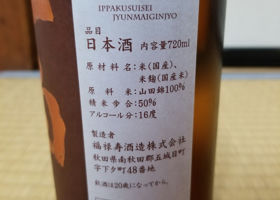 IPPAKUSUISEI
JYUNMAIGINJYO
品目
日本酒 内容量720ml
原材料名:米(国産)、
米麹(国産米)
原料米:山田錦100%
精米歩合:50%
アルコール分:16度
製造者
福禄寿酒造株式会社
秋田県南秋田郡五城目町
字下タ町48番地
飲酒は20歳になってから。